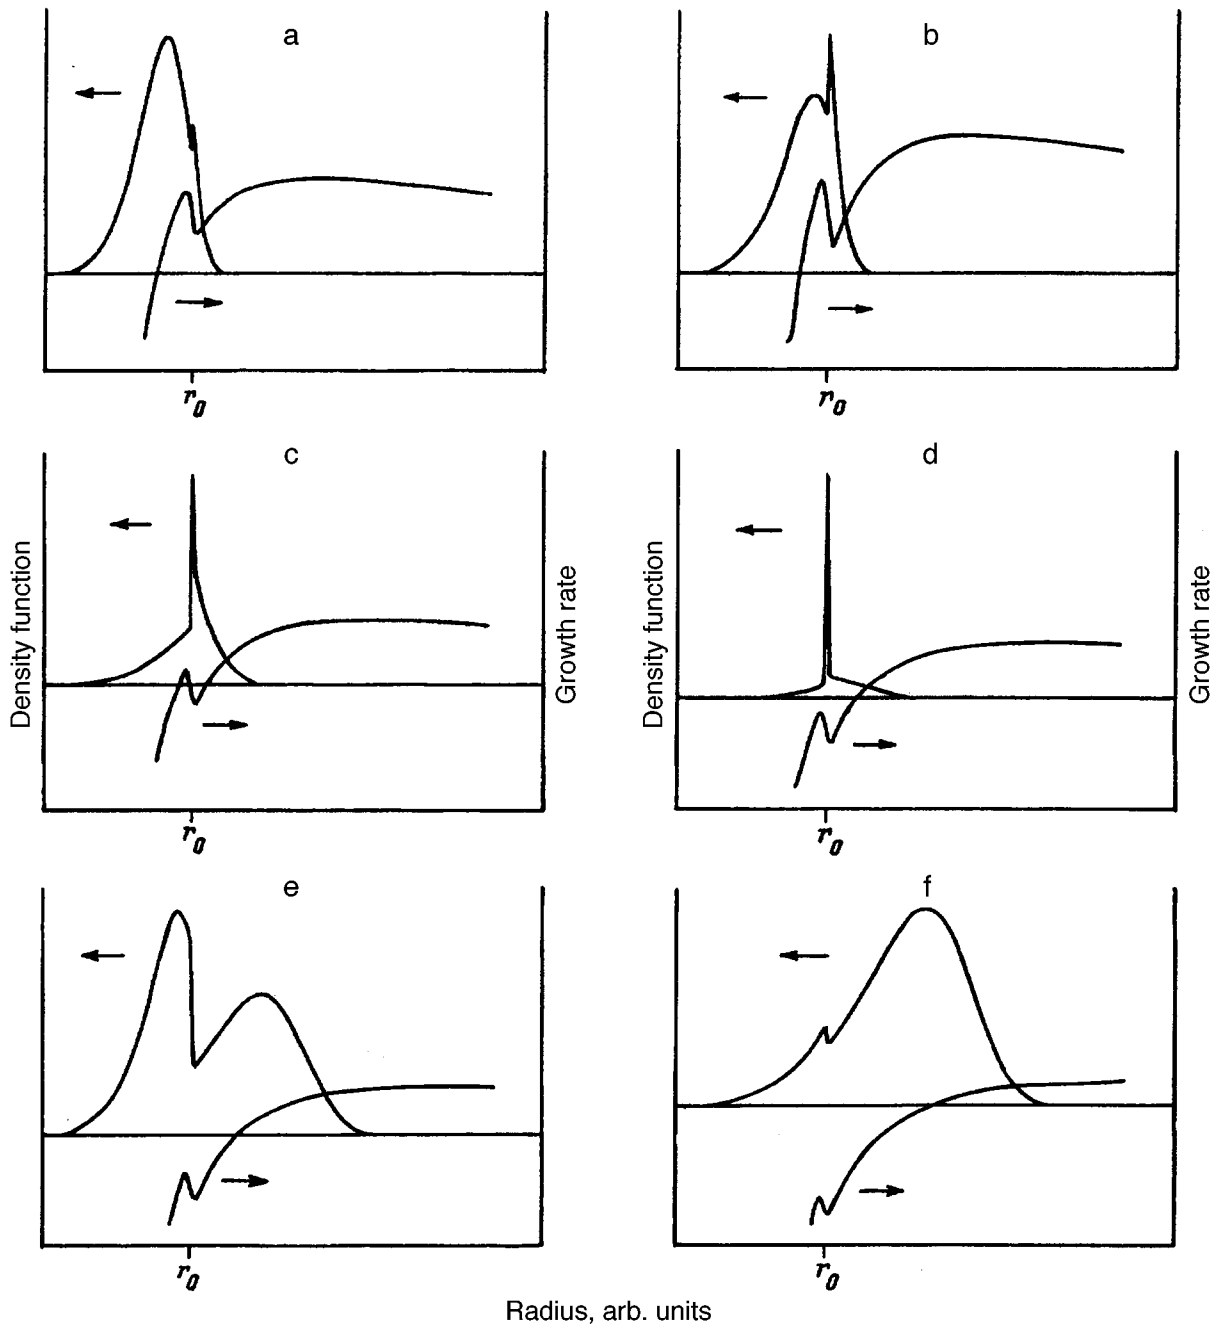 a
b
r₀
r₀
c
d
Density function
Growth rate
Density function
Growth rate
r₀
r₀
e
f
r₀
r₀
Radius, arb. units